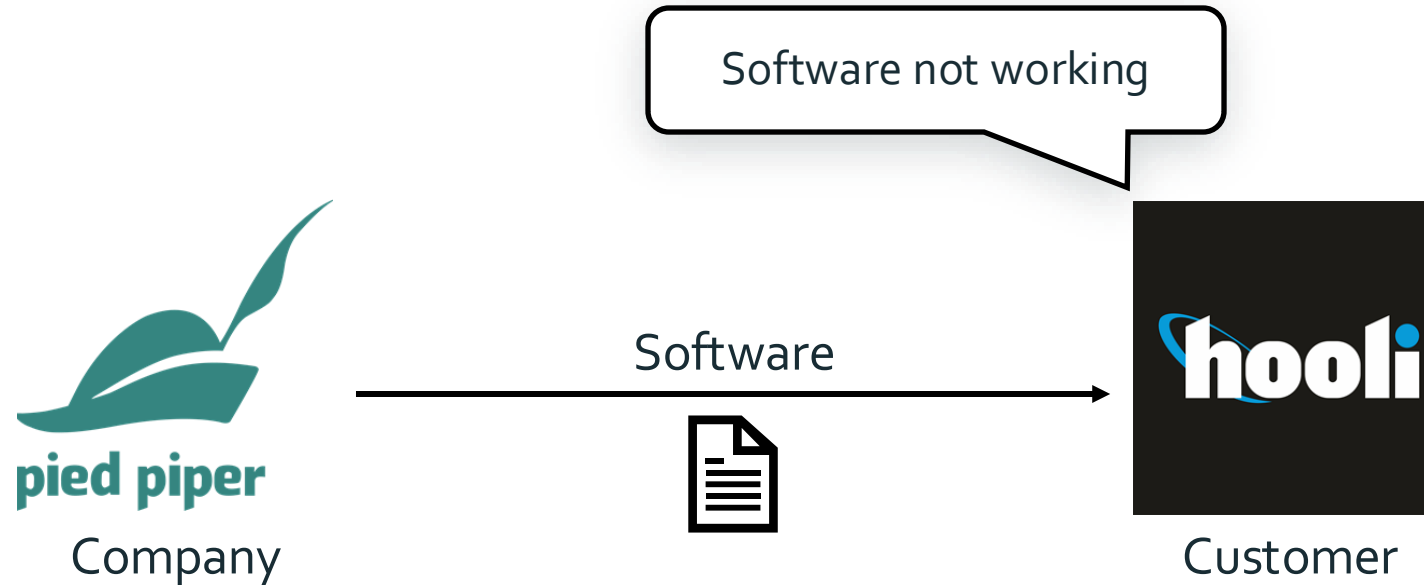 Software not working
Software
hooli
pied piper
Company
Customer